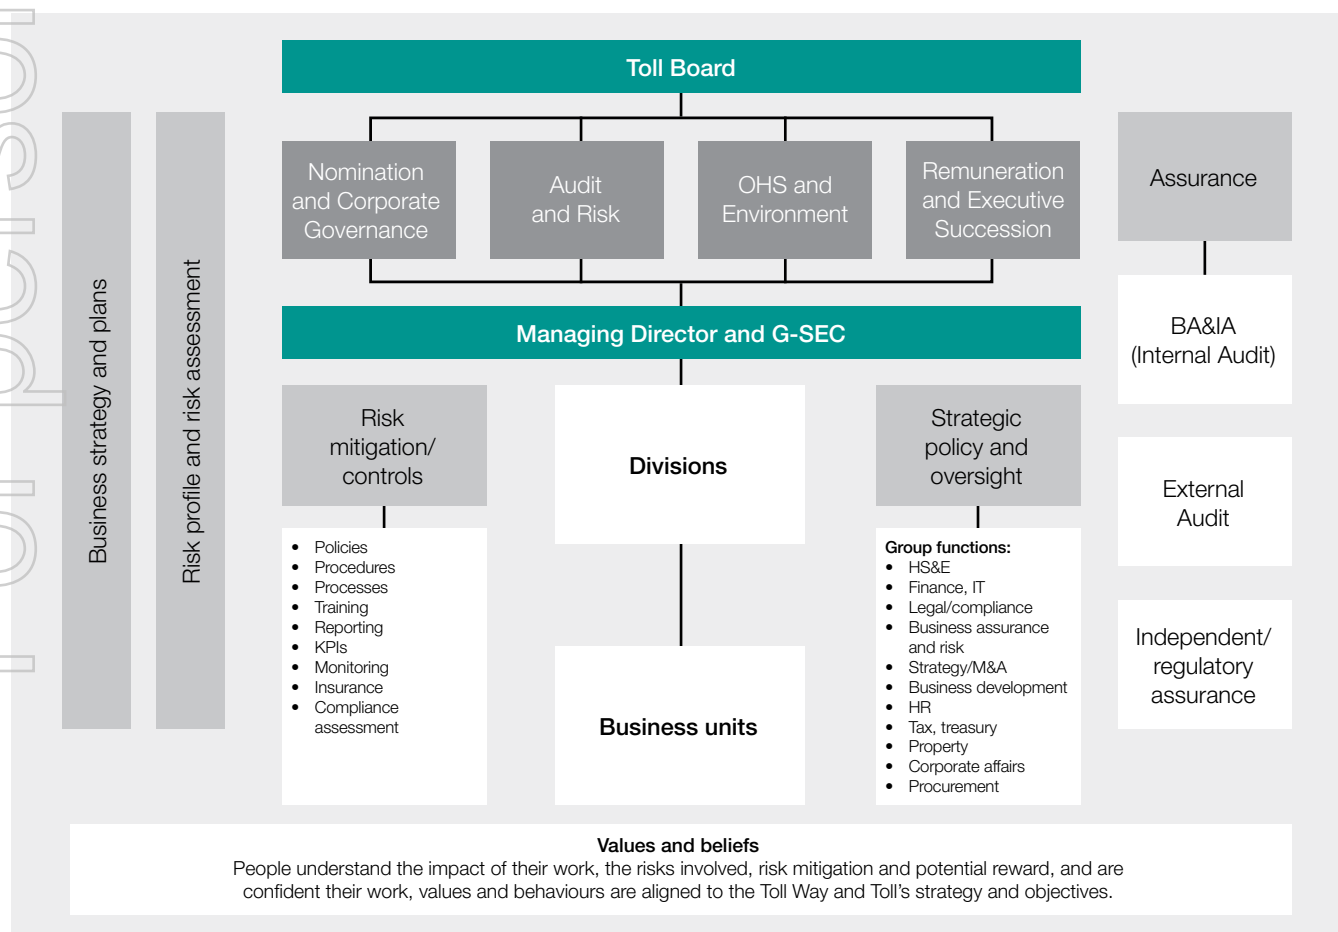 Toll Board
Nomination
and Corporate
Governance
Audit
and Risk
OHS and
Environment
Remuneration
and Executive
Succession
Managing Director and G-SEC
Business strategy and plans
Risk profile and risk assessment
Risk
mitigation/
controls
• Policies
• Procedures
• Processes
• Training
• Reporting
• KPIs
• Monitoring
• Insurance
• Compliance
assessment
Divisions
Business units
Strategic
policy and
oversight
Group functions:
• HS&E
• Finance, IT
• Legal/compliance
• Business assurance
and risk
• Strategy/M&A
• Business development
• HR
• Tax, treasury
• Property
• Corporate affairs
• Procurement
Assurance
BA&IA
(Internal Audit)
External
Audit
Independent/
regulatory
assurance
Values and beliefs
People understand the impact of their work, the risks involved, risk mitigation and potential reward, and are
confident their work, values and behaviours are aligned to the Toll Way and Toll's strategy and objectives.